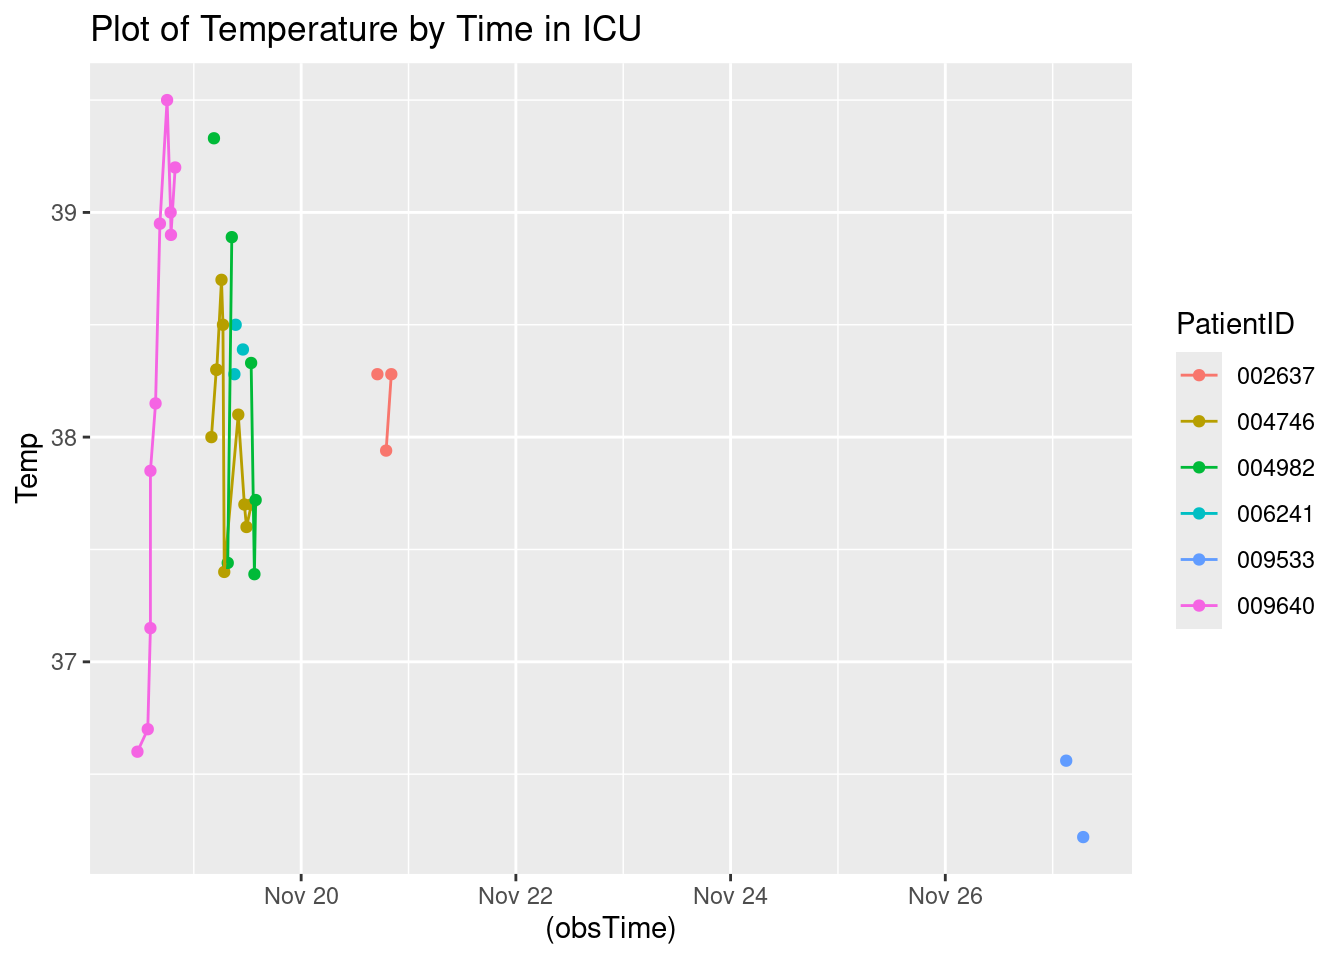 Plot of Temperature by Time in ICU
39
38
37
Temp
Nov 20
Nov 22
Nov 24
Nov 26
(obsTime)
PatientID
002637
004746
004982
006241
009533
009640